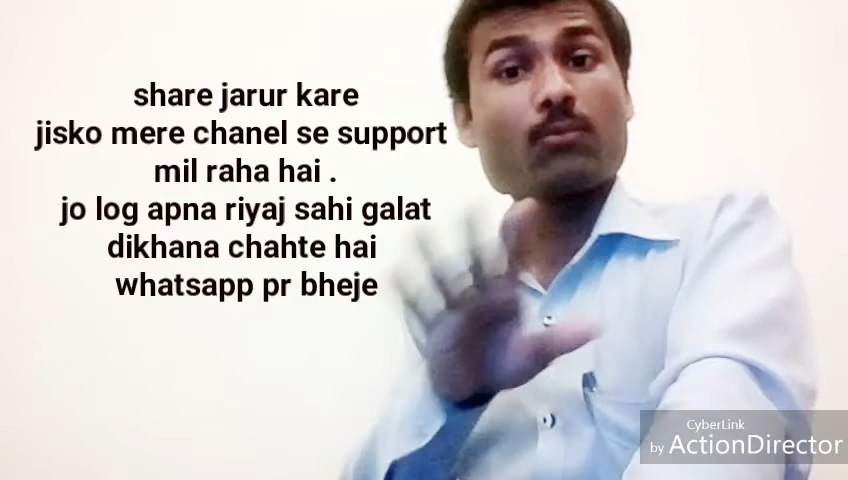 share jarur kare
jisko mere chanel se support
mil raha hai .
jo log apna riyaj sahi galat
dikhana chahte hai
whatsapp pr bheje
CyberLink
by ActionDirector